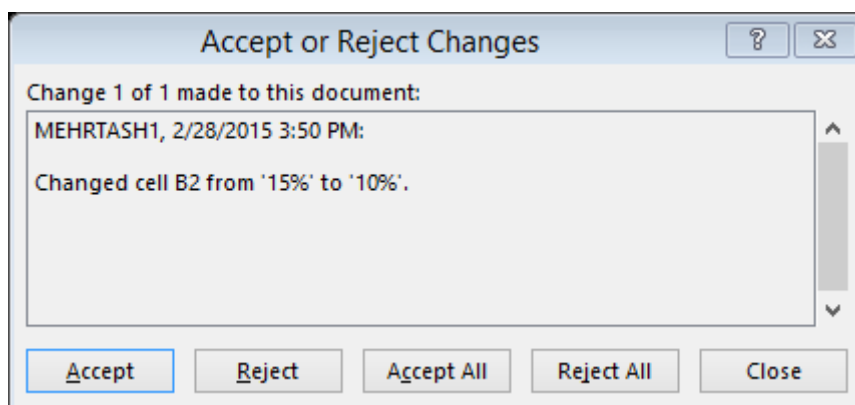 Accept or Reject Changes
Change 1 of 1 made to this document:
MEHRTASH1, 2/28/2015 3:50 PM:
Changed cell B2 from '15%' to '10%'.
Accept Reject Accept All Reject All Close